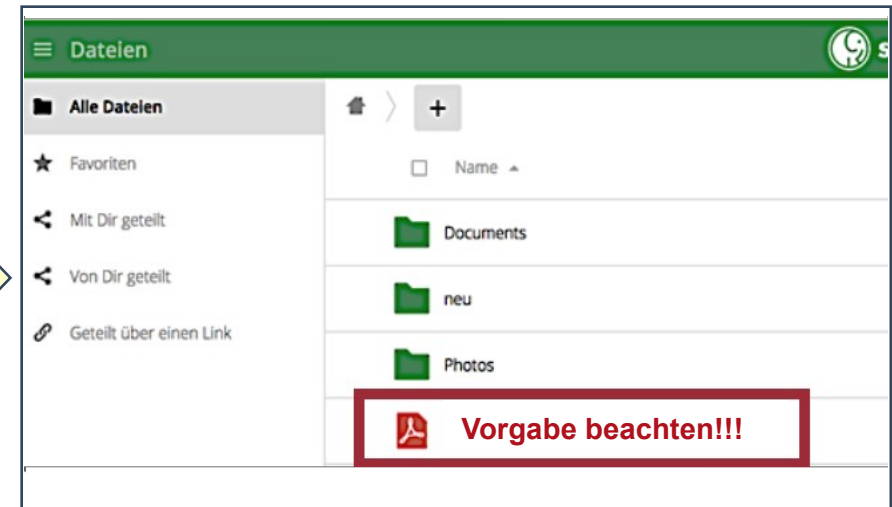 Dateien
Alle Dateien
Favoriten
Mit Dir geteilt
Von Dir geteilt
Geteilt über einen Link
+
Name
Documents
neu
Photos
Vorgabe beachten!!!